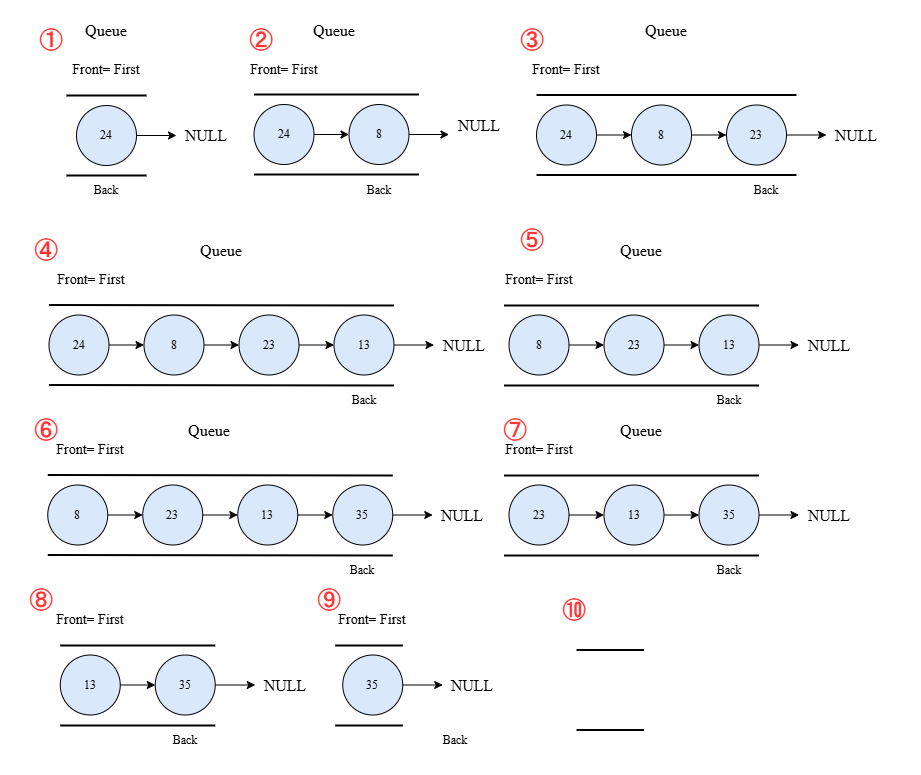 ① Queue
Front= First
24 NULL
Back
② Queue
Front= First
24 8 NULL
Back
③ Queue
Front= First
24 8 23 NULL
Back
④ Queue
Front= First
24 8 23 13 NULL
Back
⑤ Queue
Front= First
8 23 13 NULL
Back
⑥ Queue
Front= First
8 23 13 35 NULL
Back
⑦ Queue
Front= First
23 13 35 NULL
Back
⑧
Front= First
13 35 NULL
Back
⑨
Front= First
35 NULL
Back
⑩